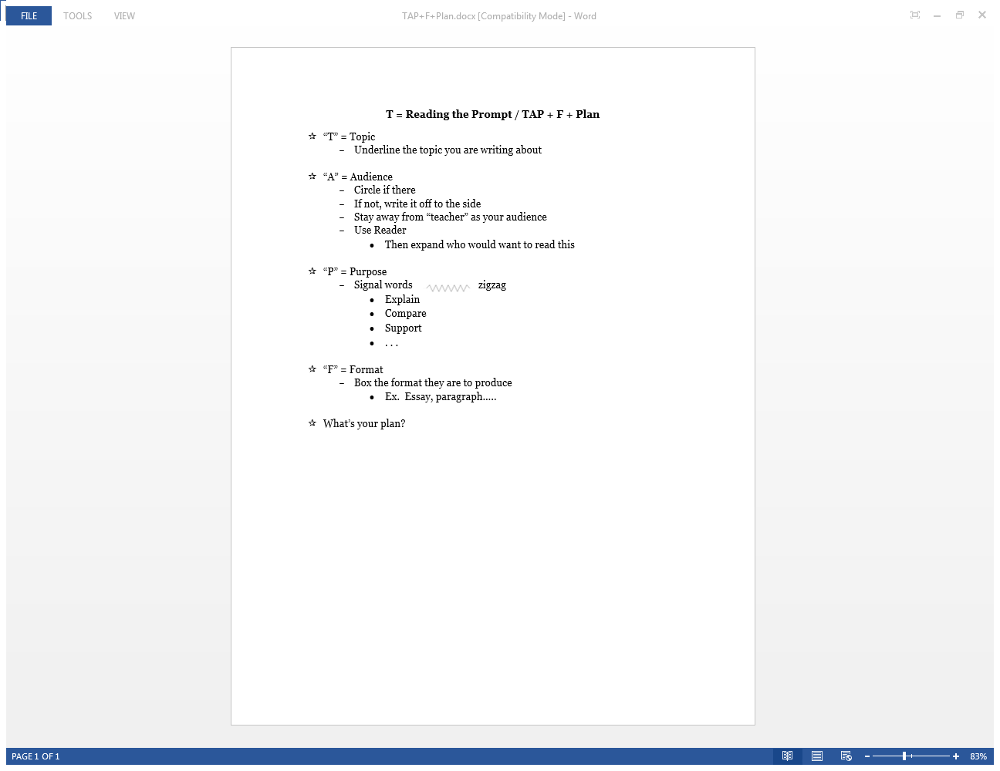 FILE TOOLS VIEW TAP+F+Plan.docx [Compatibility Mode] - Word
T = Reading the Prompt / TAP + F + Plan
☆ “T” = Topic
– Underline the topic you are writing about
☆ “A” = Audience
– Circle if there
– If not, write it off to the side
– Stay away from “teacher” as your audience
– Use Reader
• Then expand who would want to read this
☆ “P” = Purpose
– Signal words zigzag
• Explain
• Compare
• Support
• . . .
☆ “F” = Format
– Box the format they are to produce
• Ex.  Essay, paragraph…..
☆ What’s your plan?
PAGE 1 OF 1 83%